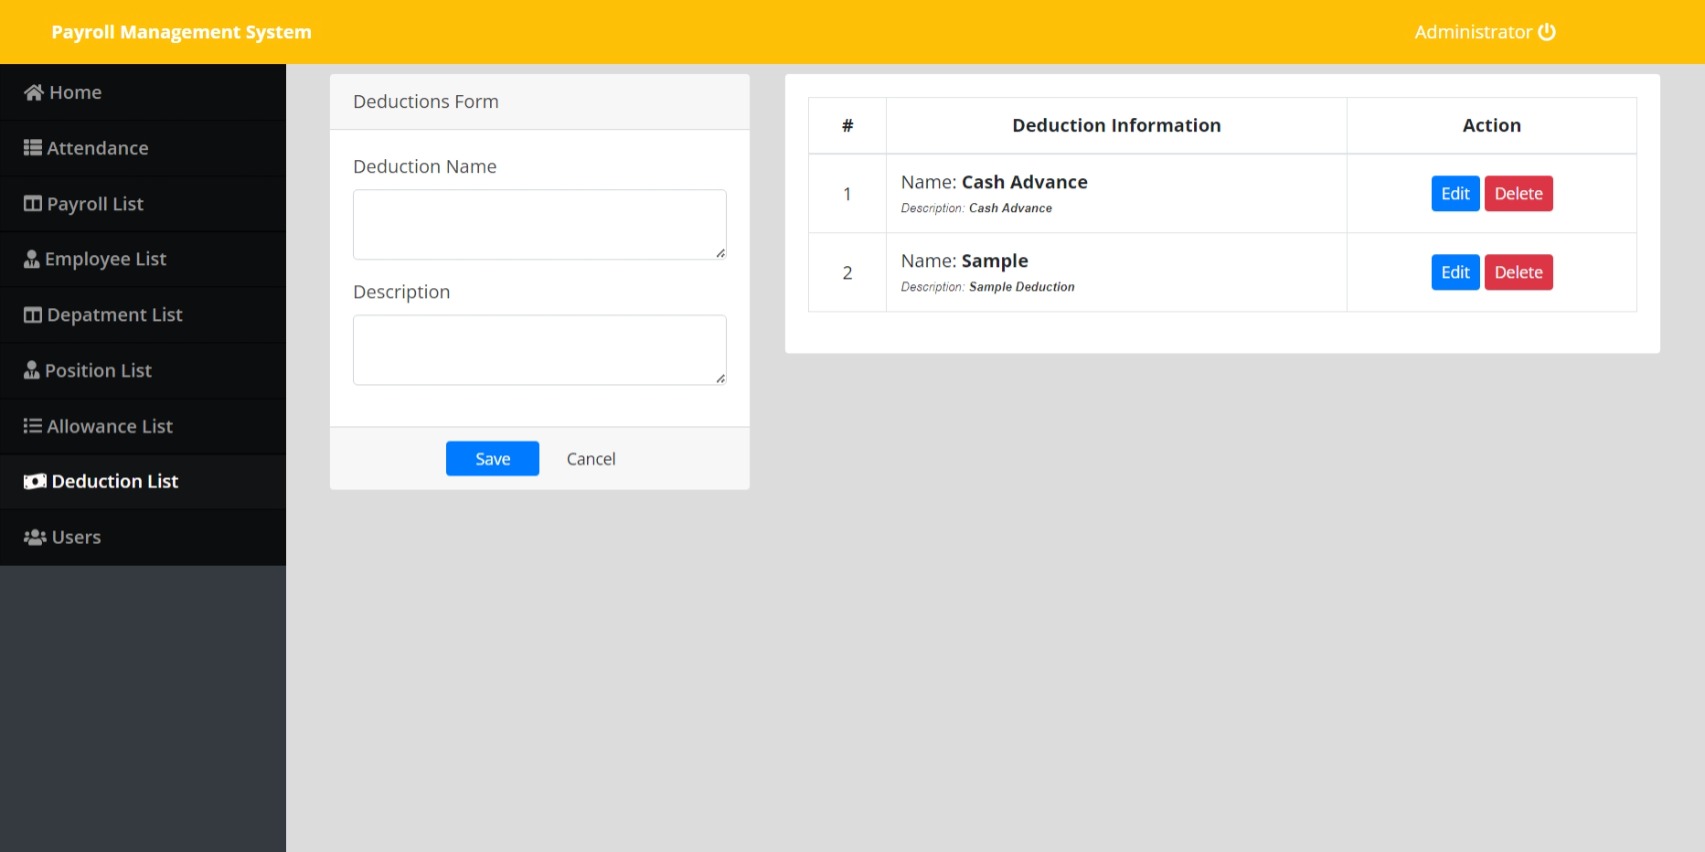 Payroll Management System
Administrator
Home
Attendance
Payroll List
Employee List
Depatment List
Position List
Allowance List
Deduction List
Users
Deductions Form
Deduction Name
Description
Save Cancel
# Deduction Information Action
1 Name: Cash Advance Edit Delete
Description: Cash Advance
2 Name: Sample Edit Delete
Description: Sample Deduction